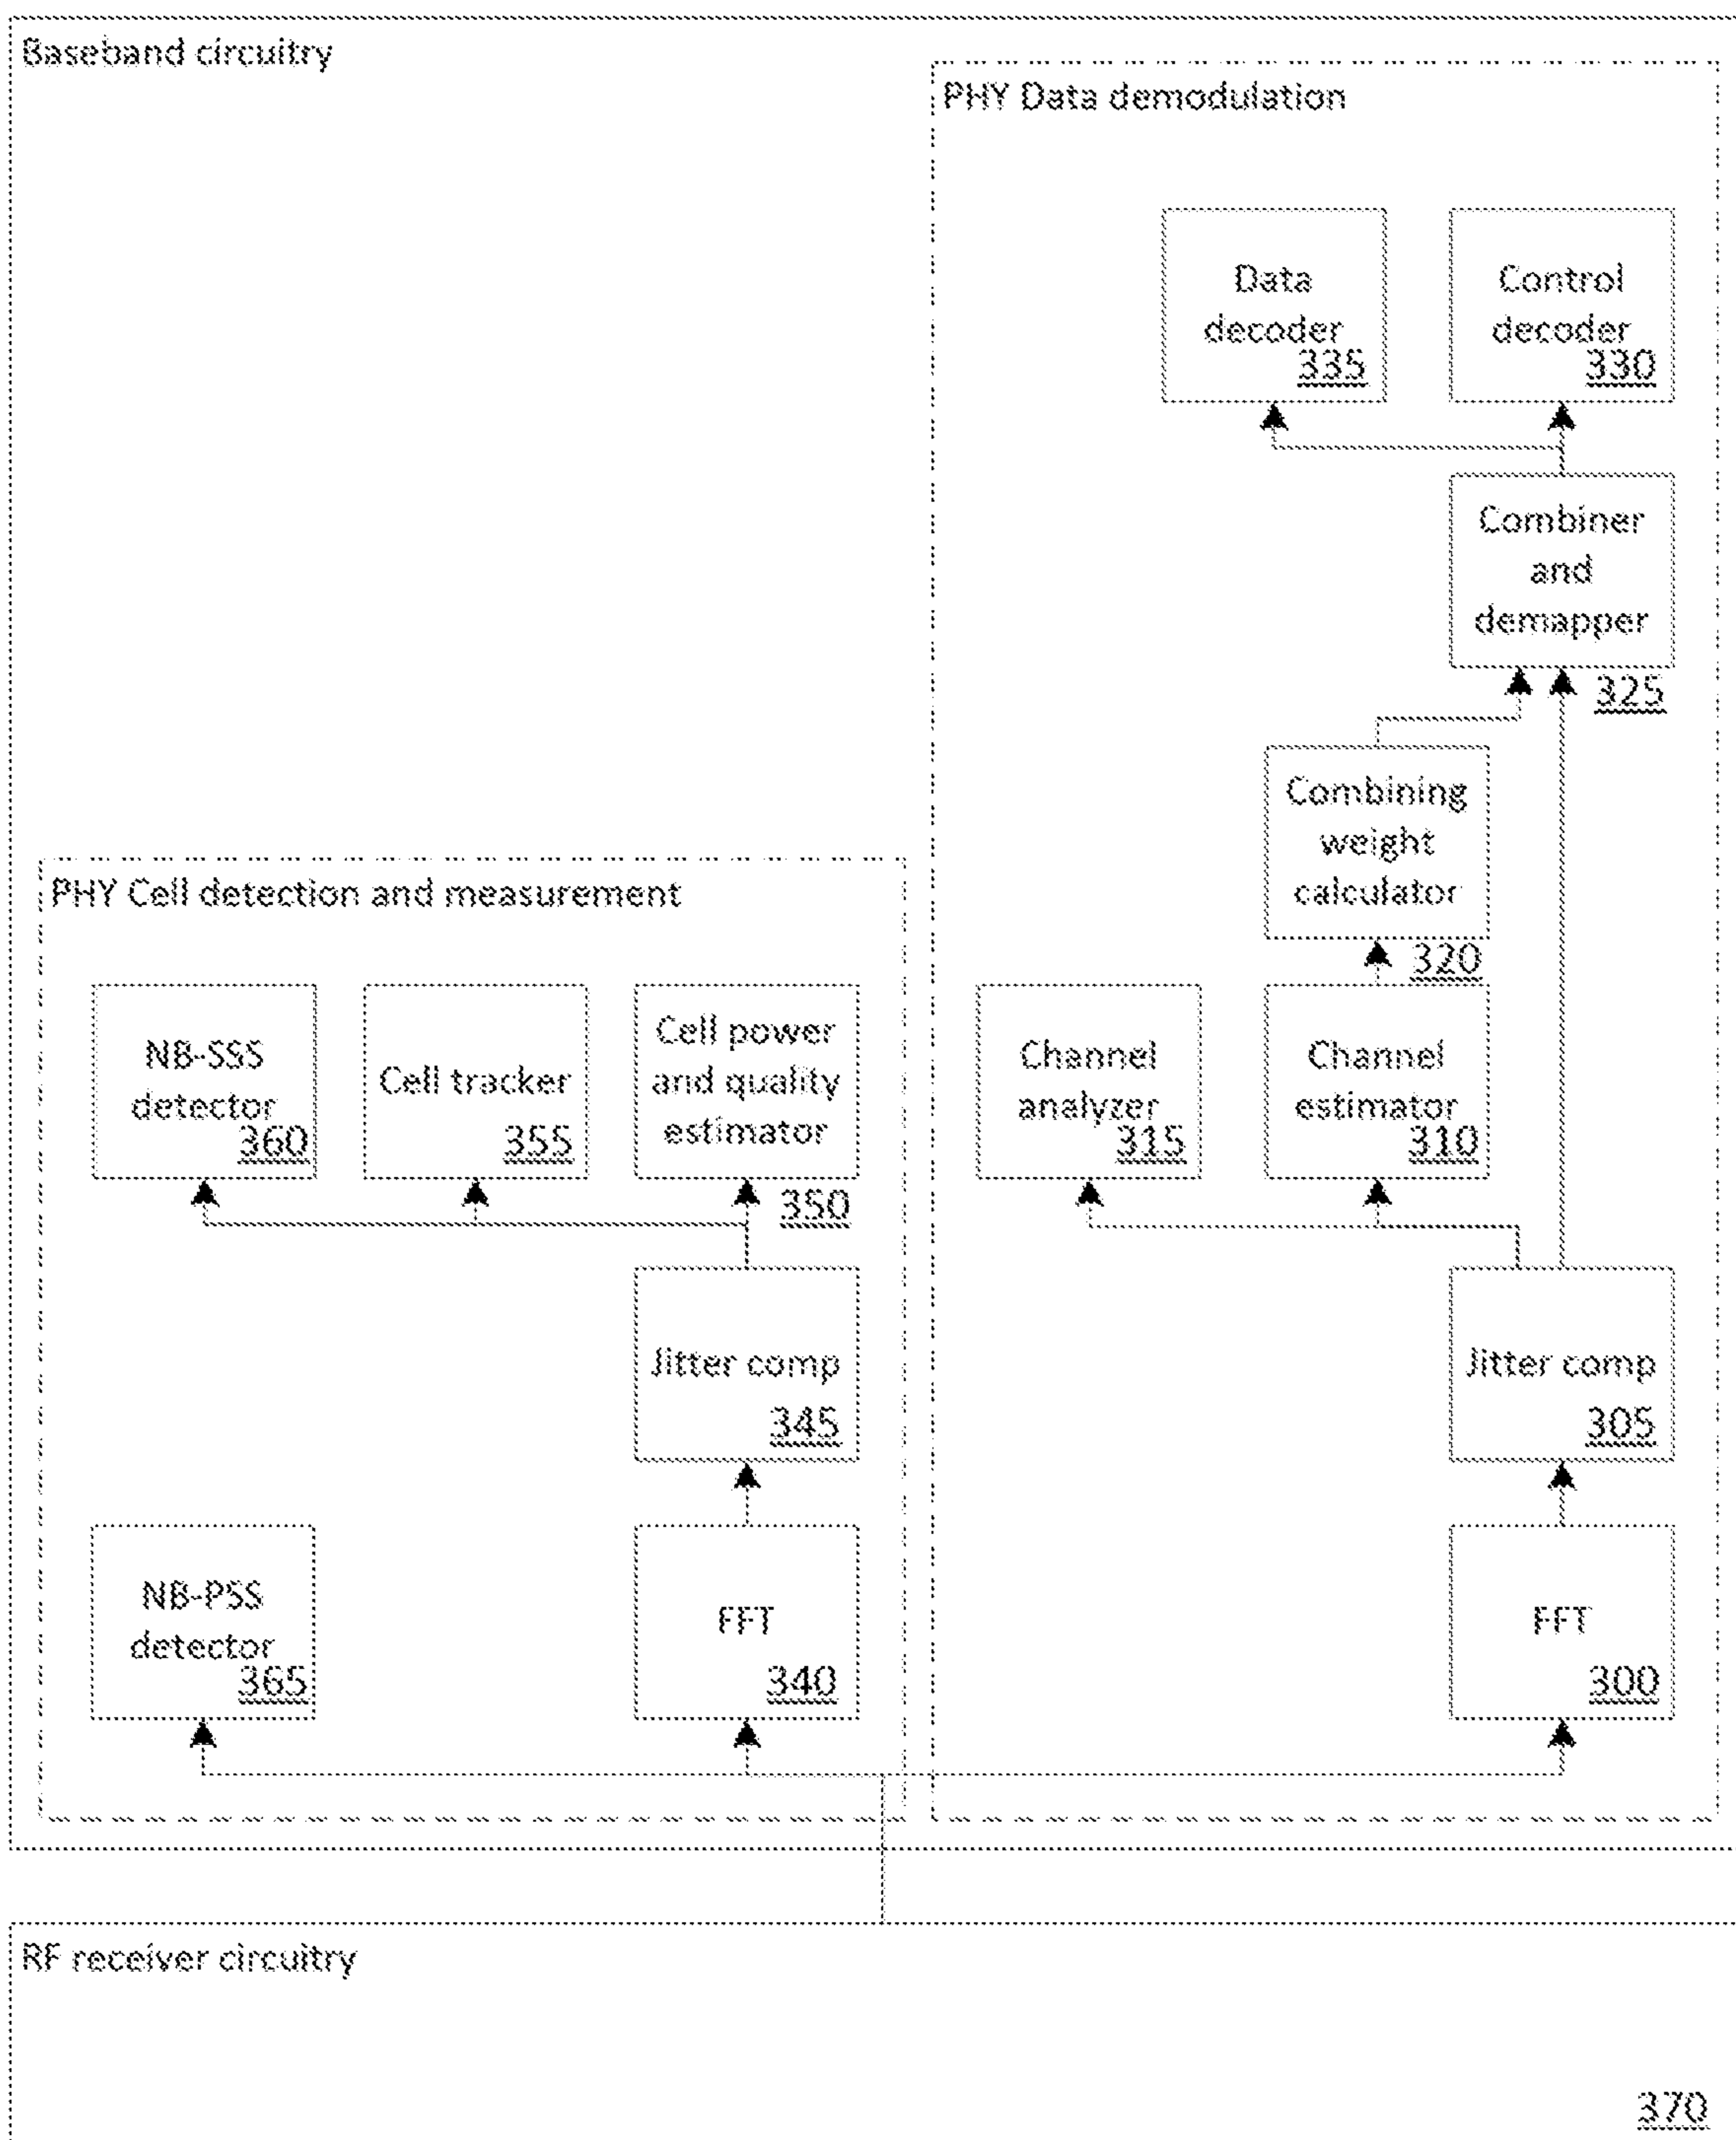 Baseband circuitry
PHY Data demodulation
Data
decoder
335
Control
decoder
330
Combiner
and
demapper
325
Combining
weight
calculator
320
PHY Cell detection and measurement
NB-SSS
detector
360
Cell tracker
355
Cell power
and quality
estimator
350
Channel
analyzer
315
Channel
estimator
310
Jitter comp
345
Jitter comp
305
NB-PSS
detector
365
FFT
340
FFT
300
RF receiver circuitry
370